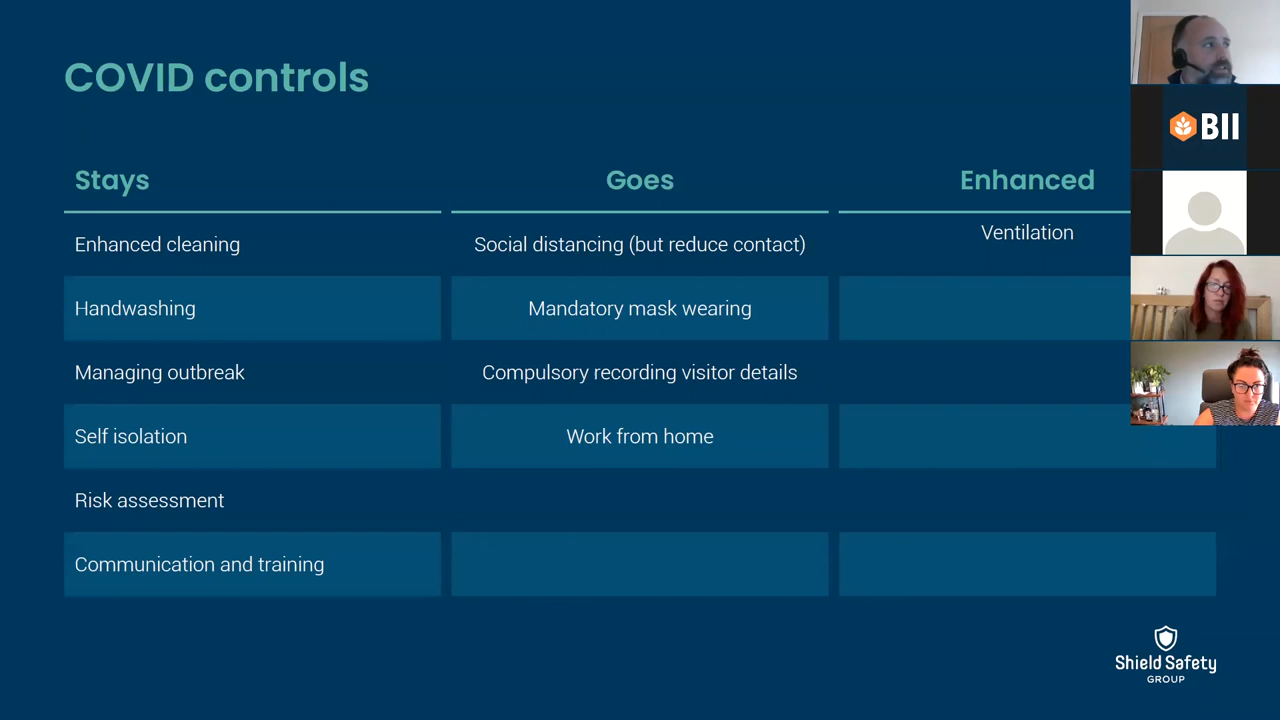 COVID controls
Stays
Goes
Enhanced
Enhanced cleaning
Social distancing (but reduce contact)
Ventilation
Handwashing
Mandatory mask wearing
Managing outbreak
Compulsory recording visitor details
Self isolation
Work from home
Risk assessment
Communication and training
BII
Shield Safety
GROUP